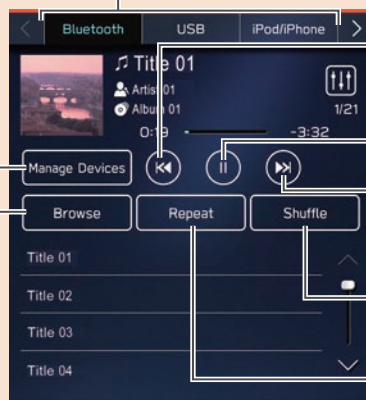 Bluetooth USB iPod/iPhone
Title 01
Artist 01
Album 01
1/21
0:19 -3:32
Manage Devices
Browse Repeat Shuffle
Title 01
Title 02
Title 03
Title 04